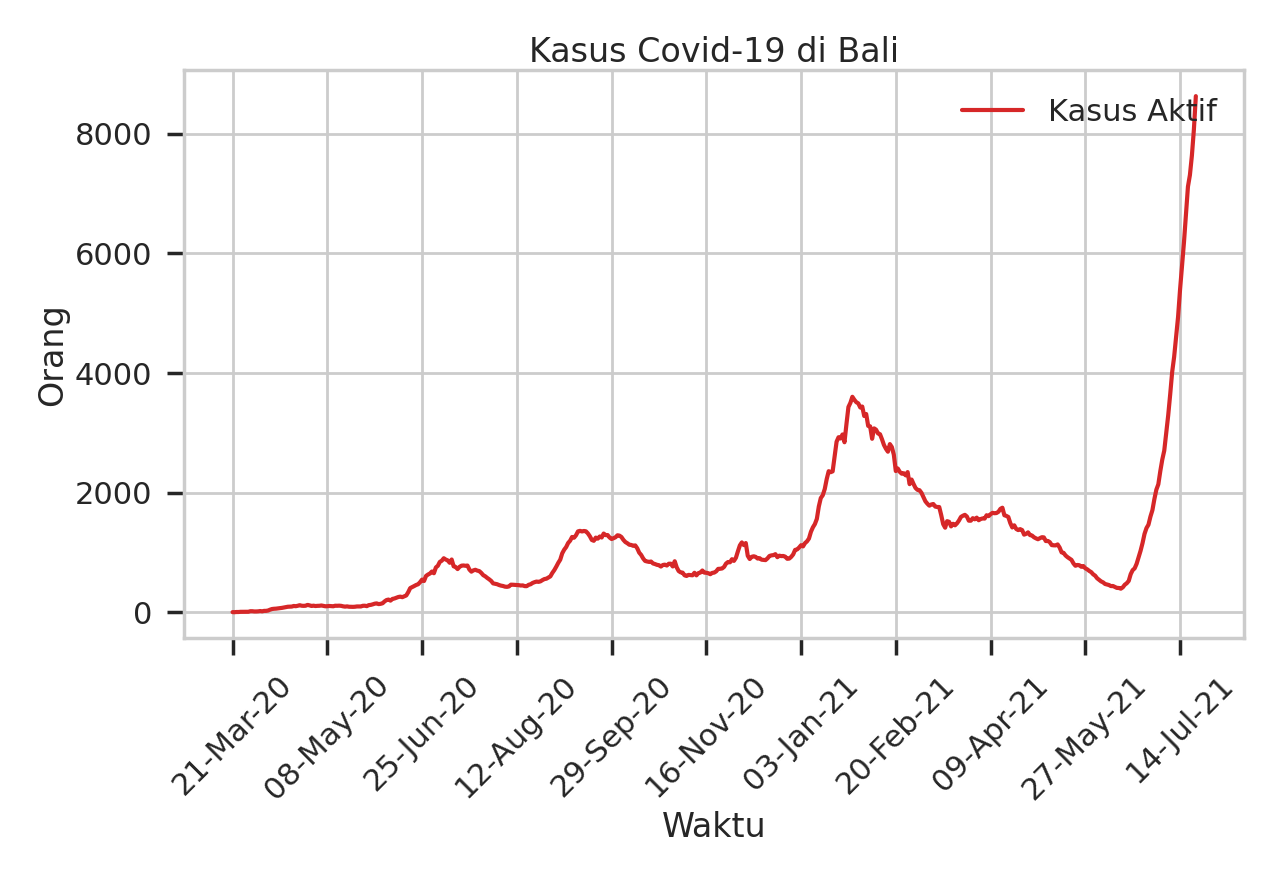 Kasus Covid-19 di Bali
Kasus Aktif
8000
6000
4000
2000
0
Orang
21-Mar-20
08-May-20
25-Jun-20
12-Aug-20
29-Sep-20
16-Nov-20
03-Jan-21
20-Feb-21
09-Apr-21
27-May-21
14-Jul-21
Waktu